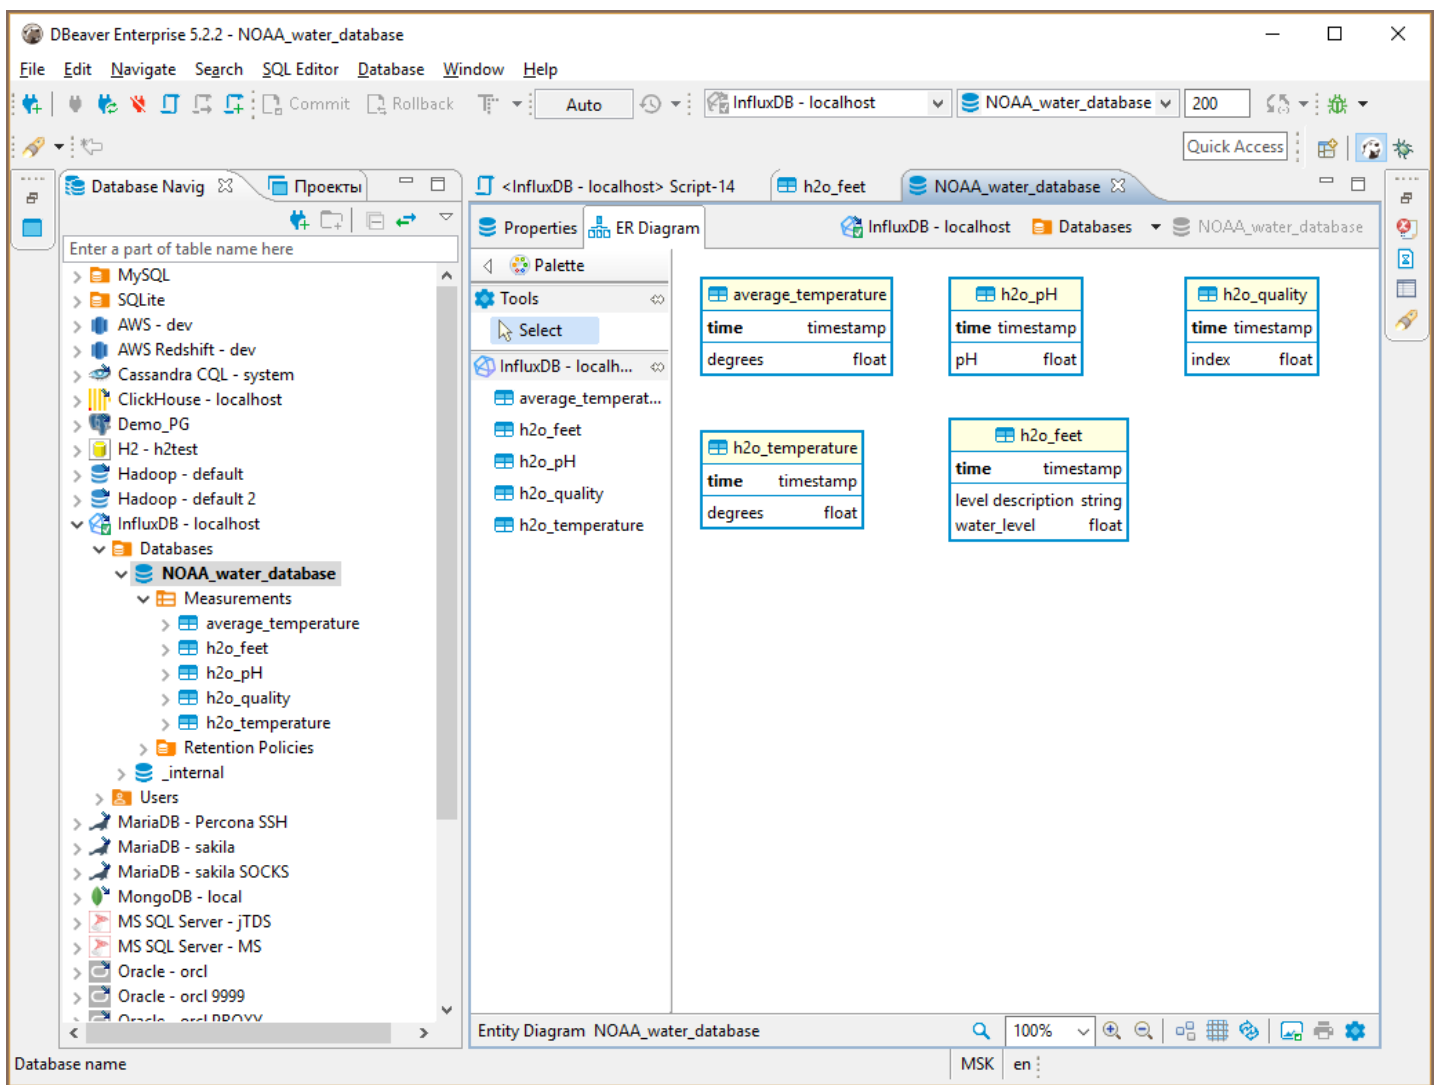 DBeaver Enterprise 5.2.2 - NOAA_water_database
File Edit Navigate Search SQL Editor Database Window Help
Commit Rollback Auto InfluxDB - localhost NOAA_water_database 200
Quick Access
Database Navig Проекты
<InfluxDB - localhost> Script-14 h2o_feet NOAA_water_database
Properties ER Diagram InfluxDB - localhost Databases NOAA_water_database
Enter a part of table name here
MySQL
SQLite
AWS - dev
AWS Redshift - dev
Cassandra CQL - system
ClickHouse - localhost
Demo_PG
H2 - h2test
Hadoop - default
Hadoop - default 2
InfluxDB - localhost
Databases
NOAA_water_database
Measurements
average_temperature
h2o_feet
h2o_pH
h2o_quality
h2o_temperature
Retention Policies
_internal
Users
MariaDB - Percona SSH
MariaDB - sakila
MariaDB - sakila SOCKS
MongoDB - local
MS SQL Server - jTDS
MS SQL Server - MS
Oracle - orcl
Oracle - orcl 9999
Oracle - orcl PROXY
Palette
Tools
Select
InfluxDB - localh...
average_temperat...
h2o_feet
h2o_pH
h2o_quality
h2o_temperature
average_temperature
time timestamp
degrees float
h2o_pH
time timestamp
pH float
h2o_quality
time timestamp
index float
h2o_temperature
time timestamp
degrees float
h2o_feet
time timestamp
level description string
water_level float
Entity Diagram NOAA_water_database 100%
Database name MSK en